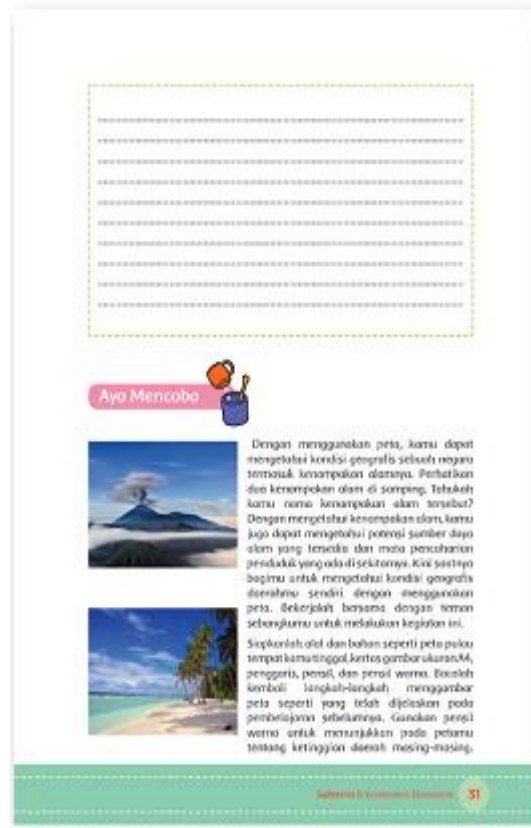 Ayo Mencoba
Dengan menggunakan peta, kamu dapat
mengetahui kondisi geografis sebuah negara
termasuk kenampakan alamnya. Perhatikan
dua kenampakan alam di samping. Tahukah
kamu nama kenampakan alam tersebut?
Dengan mengetahui kenampakan alam, kamu
juga dapat mengetahui potensi sumber daya
alam yang tersedia dan mata pencaharian
penduduk yang ada di sekitarnya. Kini saatnya
bagimu untuk mengetahui kondisi geografis
daerahmu sendiri dengan menggunakan
peta. Bekerjalah bersama dengan teman
sebangkumu untuk melakukan kegiatan ini.
Siapkanlah alat dan bahan seperti peta pulau
tempat kamu tinggal, kertas gambar ukuran A4,
penggaris, pensil, dan pensil warna. Bacalah
kembali langkah-langkah menggambar
peta seperti yang telah dijelaskan pada
pembelajaran sebelumnya. Gunakan pensil
warna untuk menunjukkan pada petamu
tentang ketinggian daerah masing-masing.
31